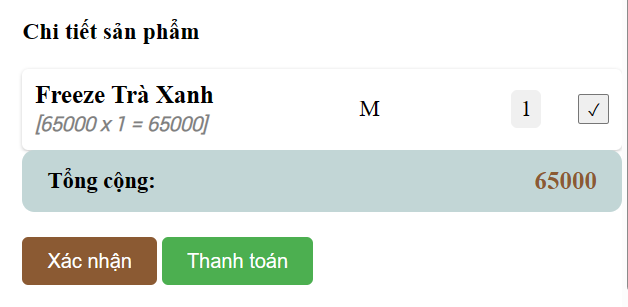 Chi tiết sản phẩm
Freeze Trà Xanh
[65000 x 1 = 65000]
M
1
✓
Tổng cộng: 65000
Xác nhận Thanh toán